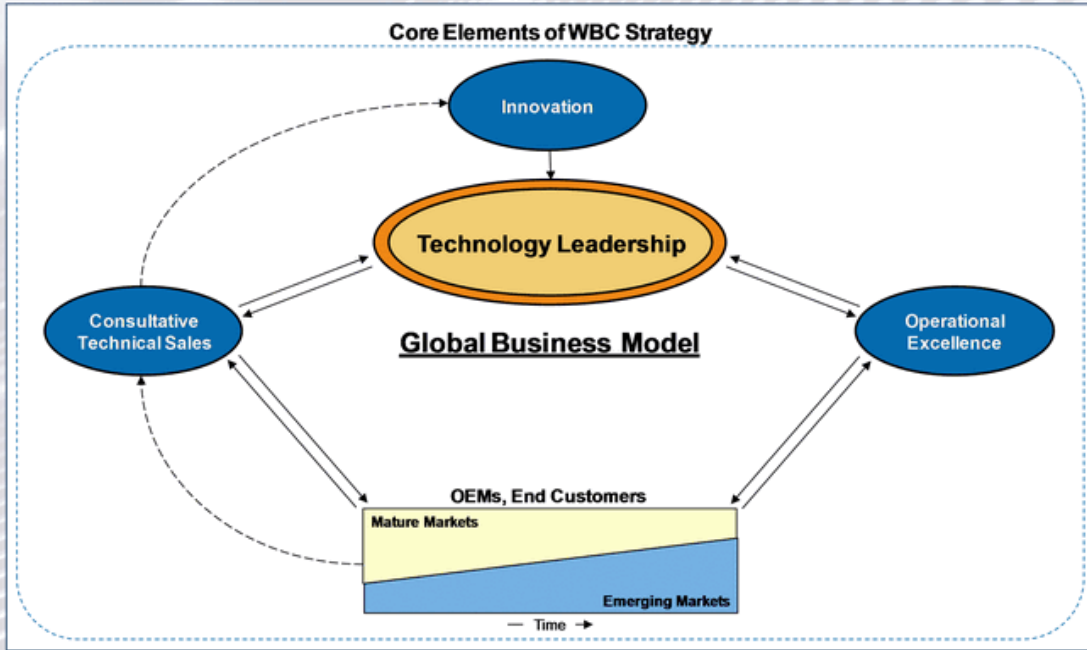 Core Elements of WBC Strategy
Innovation
Technology Leadership
Consultative
Technical Sales
Global Business Model
Operational
Excellence
OEMs, End Customers
Mature Markets
Emerging Markets
Time